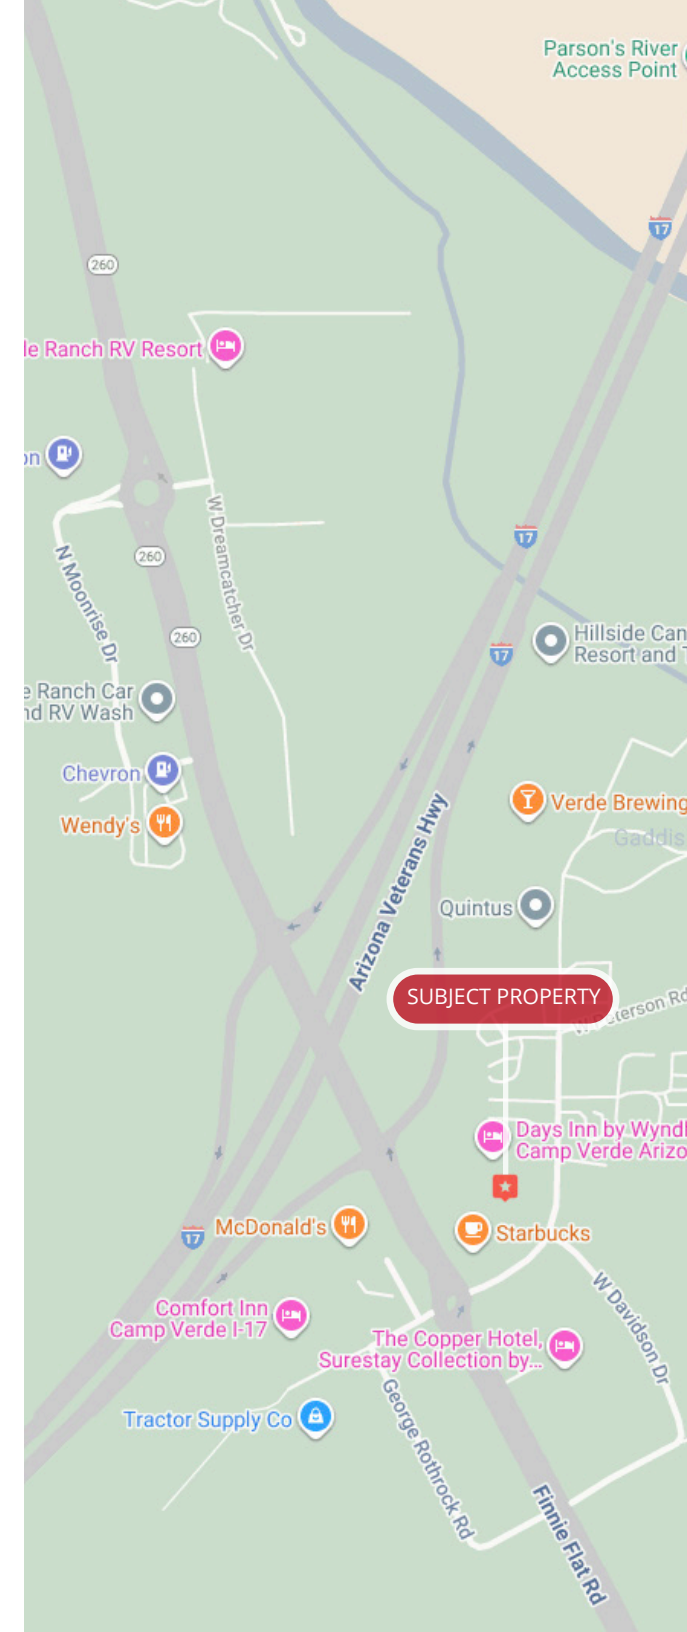 Parson's River
Access Point
17
260
le Ranch RV Resort
on
17
W Dreamcatcher Dr
N Moonrise Dr
260
260
Hillside Can
Resort and T
17
e Ranch Car
nd RV Wash
Chevron
Wendy's
Verde Brewing
Gaddis
Arizona Veterans Hwy
Quintus
SUBJECT PROPERTY
W Peterson Rd
Days Inn by Wyndh
Camp Verde Arizo
McDonald's
Starbucks
17
Comfort Inn
Camp Verde I-17
W Davidson Dr
The Copper Hotel,
Surestay Collection by...
Tractor Supply Co
George Rothrock Rd
Finnie Flat Rd